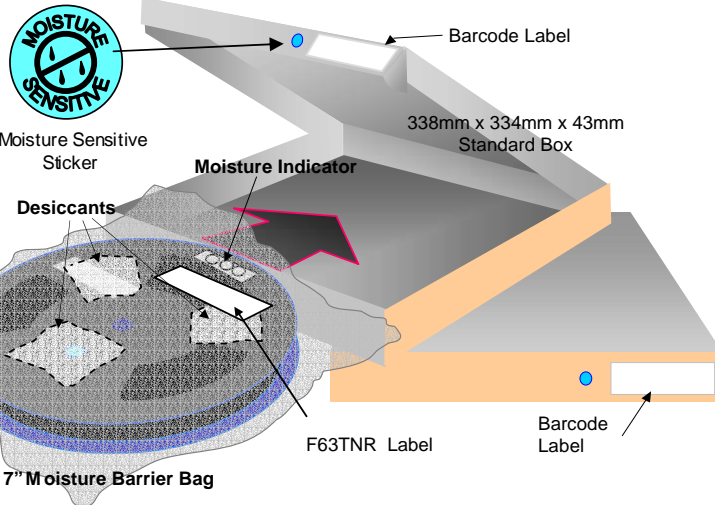 MOISTURE
SENSITIVE
Moisture Sensitive
Sticker
Barcode Label
338mm x 334mm x 43mm
Standard Box
Moisture Indicator
Desiccants
F63TNR Label
Barcode
Label
7" Moisture Barrier Bag